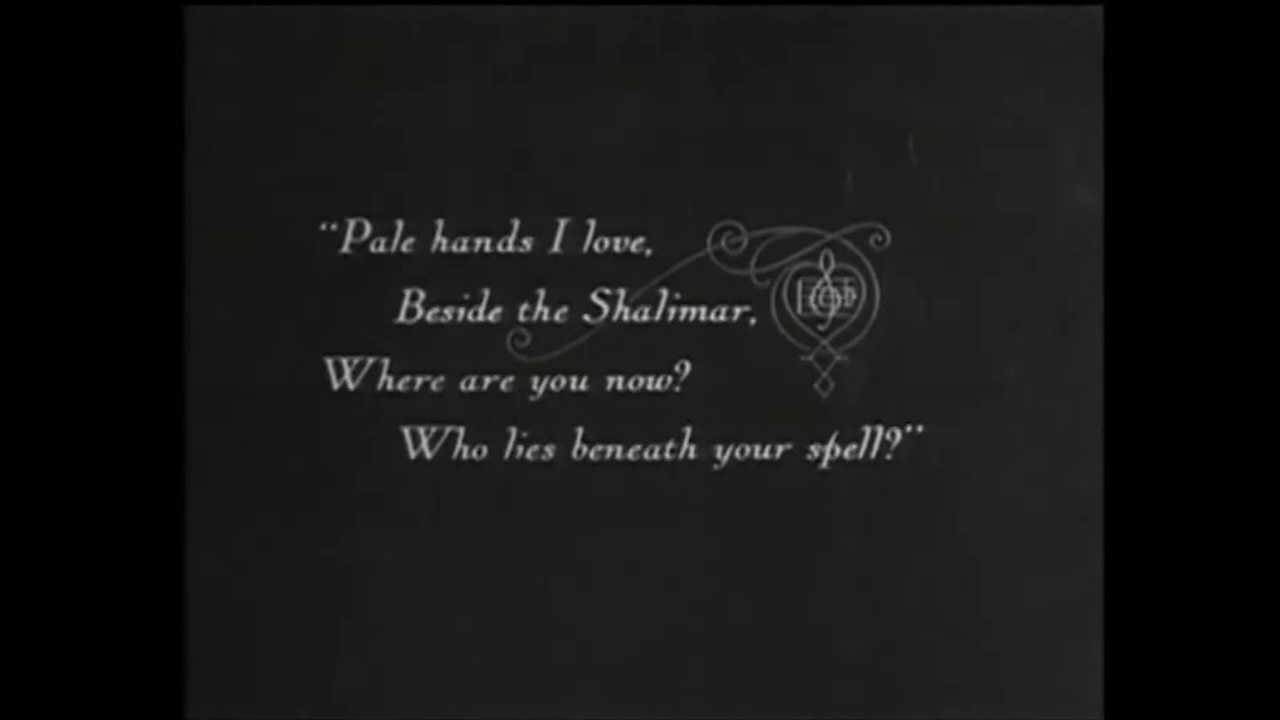 “Pale hands I love,
Beside the Shalimar,
Where are you now?
Who lies beneath your spell?”